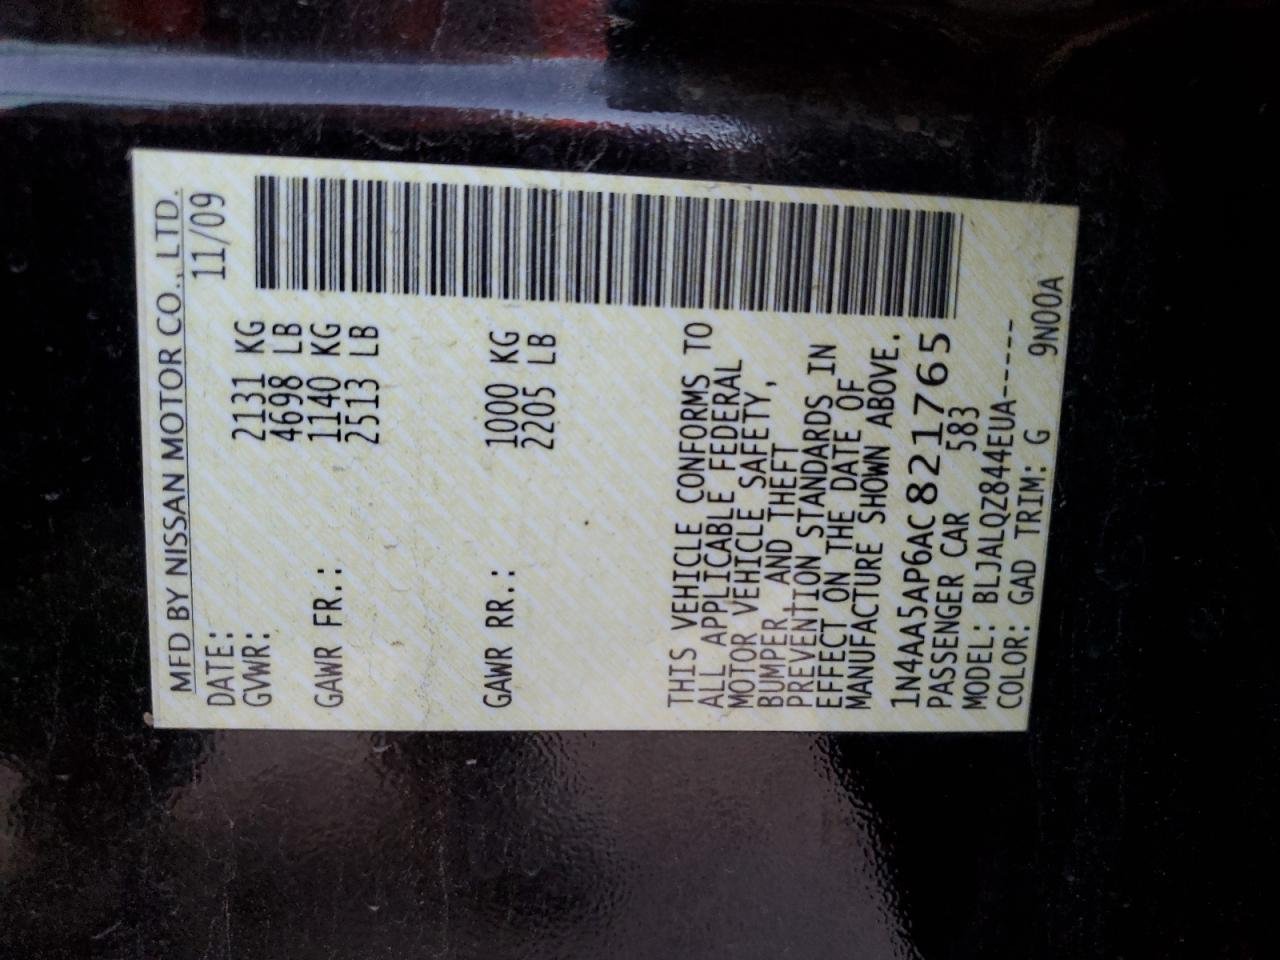 MFD BY NISSAN MOTOR CO., LTD.
DATE: 11/09
GVWR: 2131 KG
4698 LB
GAWR FR.: 1140 KG
2513 LB
GAWR RR.: 1000 KG
2205 LB
THIS VEHICLE CONFORMS TO
ALL APPLICABLE FEDERAL
MOTOR VEHICLE SAFETY,
BUMPER, AND THEFT
PREVENTION STANDARDS IN
EFFECT ON THE DATE OF
MANUFACTURE SHOWN ABOVE.
1N4AA5AP6AC821765
PASSENGER CAR 583
MODEL: BLJALQZ844EUA-----
COLOR: GAD TRIM: G 9N00A